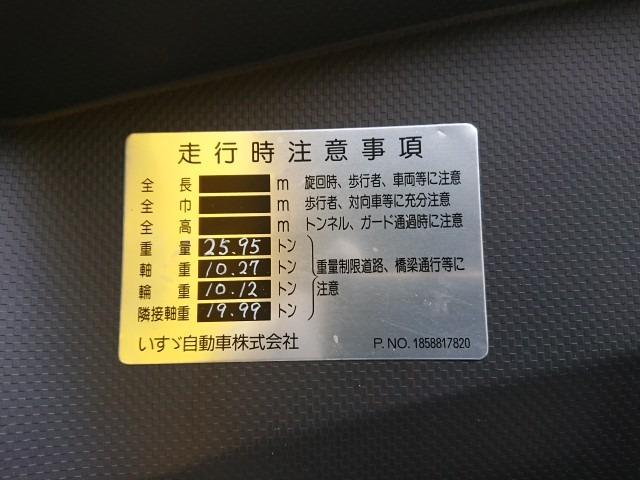 走行時注意事項
全長 m 旋回時、歩行者、車両等に注意
全巾 m 歩行者、対向車等に充分注意
全高 m トンネル、ガード通過時に注意
重量 25.95 トン
軸重 10.27 トン 重量制限道路、橋梁通行等に
輪重 10.12 トン 注意
隣接軸重 19.99 トン
いすゞ自動車株式会社 P.NO.1858817820